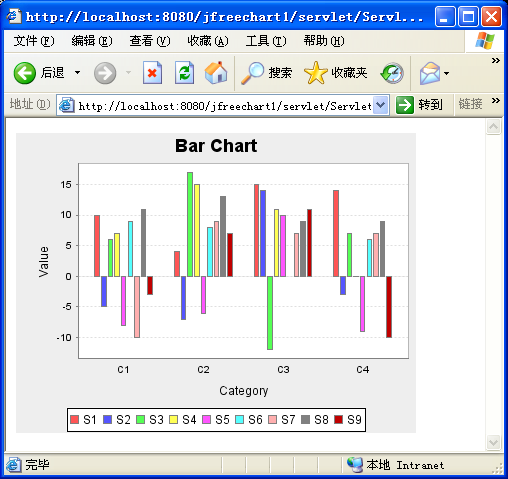 http://localhost:8080/jfreechart1/servlet/Servl...
文件(F) 编辑(E) 查看(V) 收藏(A) 工具(T) 帮助(H) »
后退 搜索 收藏夹 »
地址(D) http://localhost:8080/jfreechart1/servlet/Servlet 转到 链接 »
Bar Chart
15
10
5
0
-5
-10
Value
C1 C2 C3 C4
Category
S1 S2 S3 S4 S5 S6 S7 S8 S9
完毕 本地 Intranet